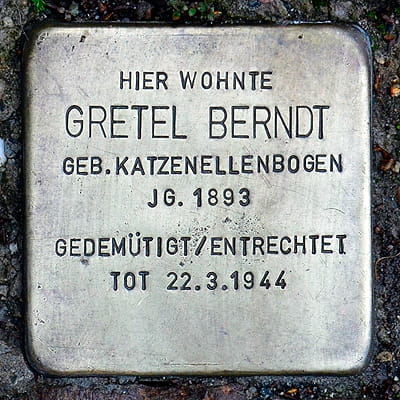 HIER WOHNTE
GRETEL BERNDT
GEB. KATZENELLENBOGEN
JG. 1893
GEDEMÜTIGT/ENTRECHTET
TOT 22.3.1944